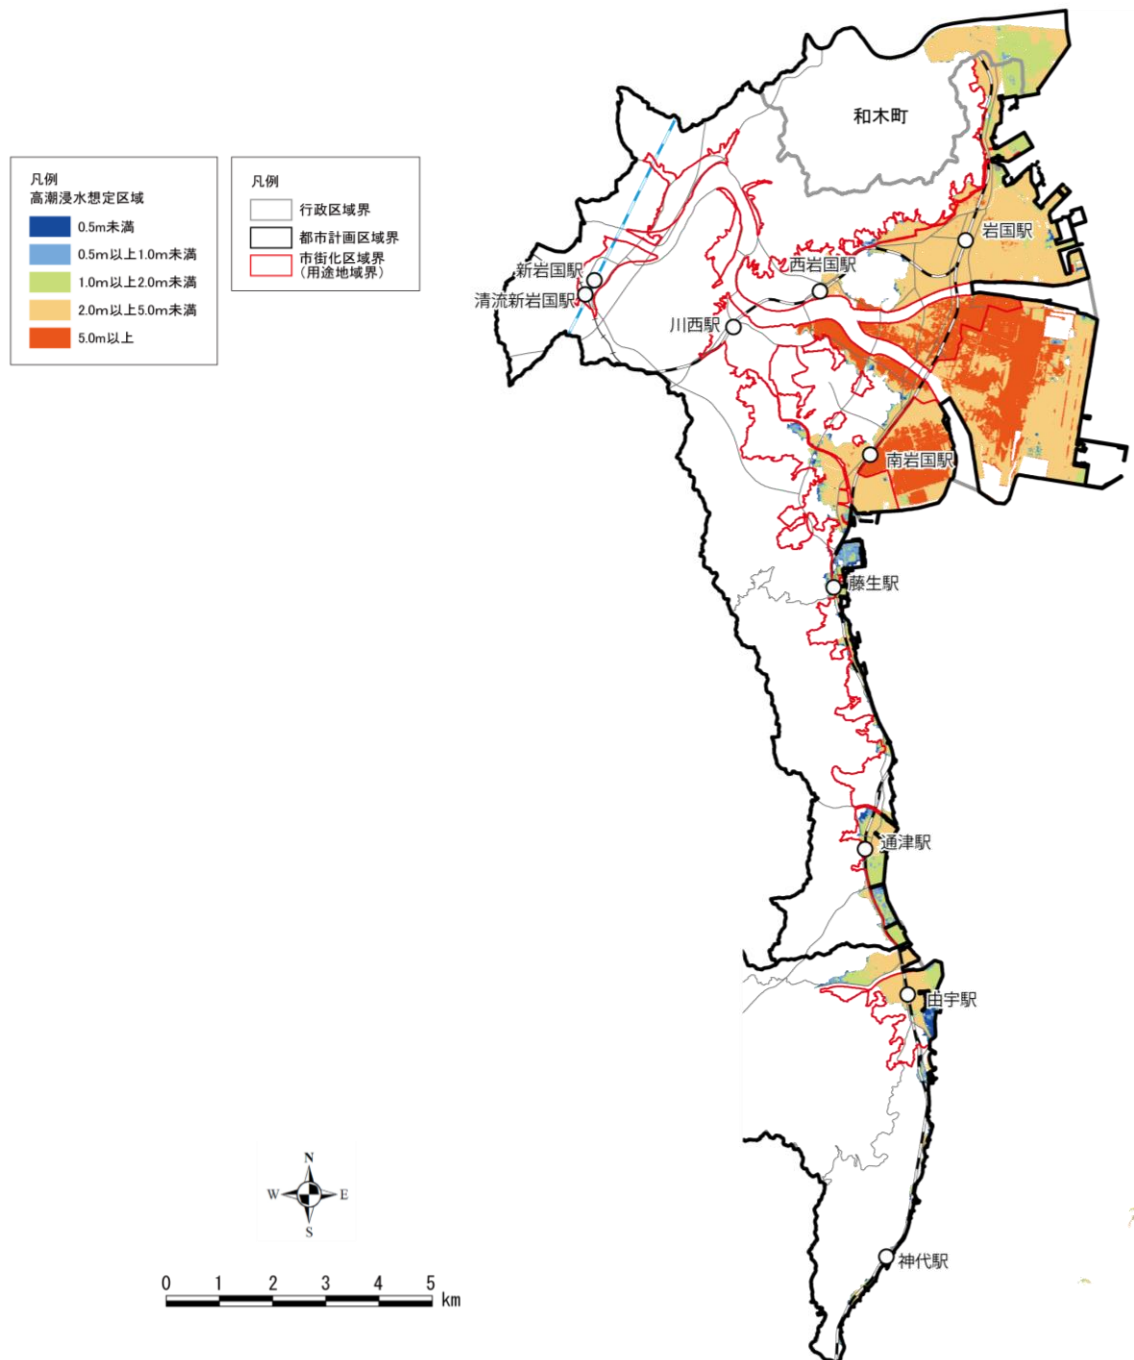 和木町
凡例
高潮浸水想定区域
0.5m未満
0.5m以上1.0m未満
1.0m以上2.0m未満
2.0m以上5.0m未満
5.0m以上
凡例
行政区域界
都市計画区域界
市街化区域界
(用途地域界)
岩国駅
西岩国駅
新岩国駅
清流新岩国駅
川西駅
南岩国駅
藤生駅
通津駅
由宇駅
神代駅
N
W
E
S
0 1 2 3 4 5
km